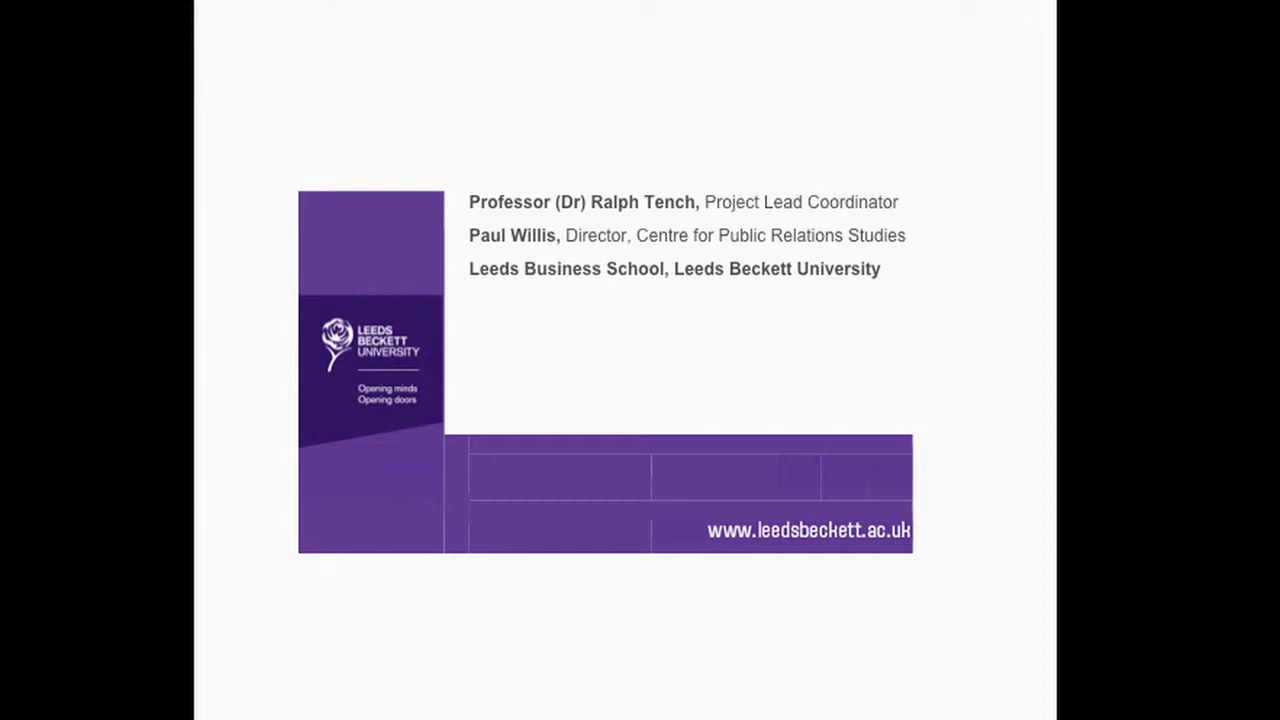 Professor (Dr) Ralph Tench, Project Lead Coordinator
Paul Willis, Director, Centre for Public Relations Studies
Leeds Business School, Leeds Beckett University
LEEDS
BECKETT
UNIVERSITY
Opening minds
Opening doors
www.leedsbeckett.ac.uk